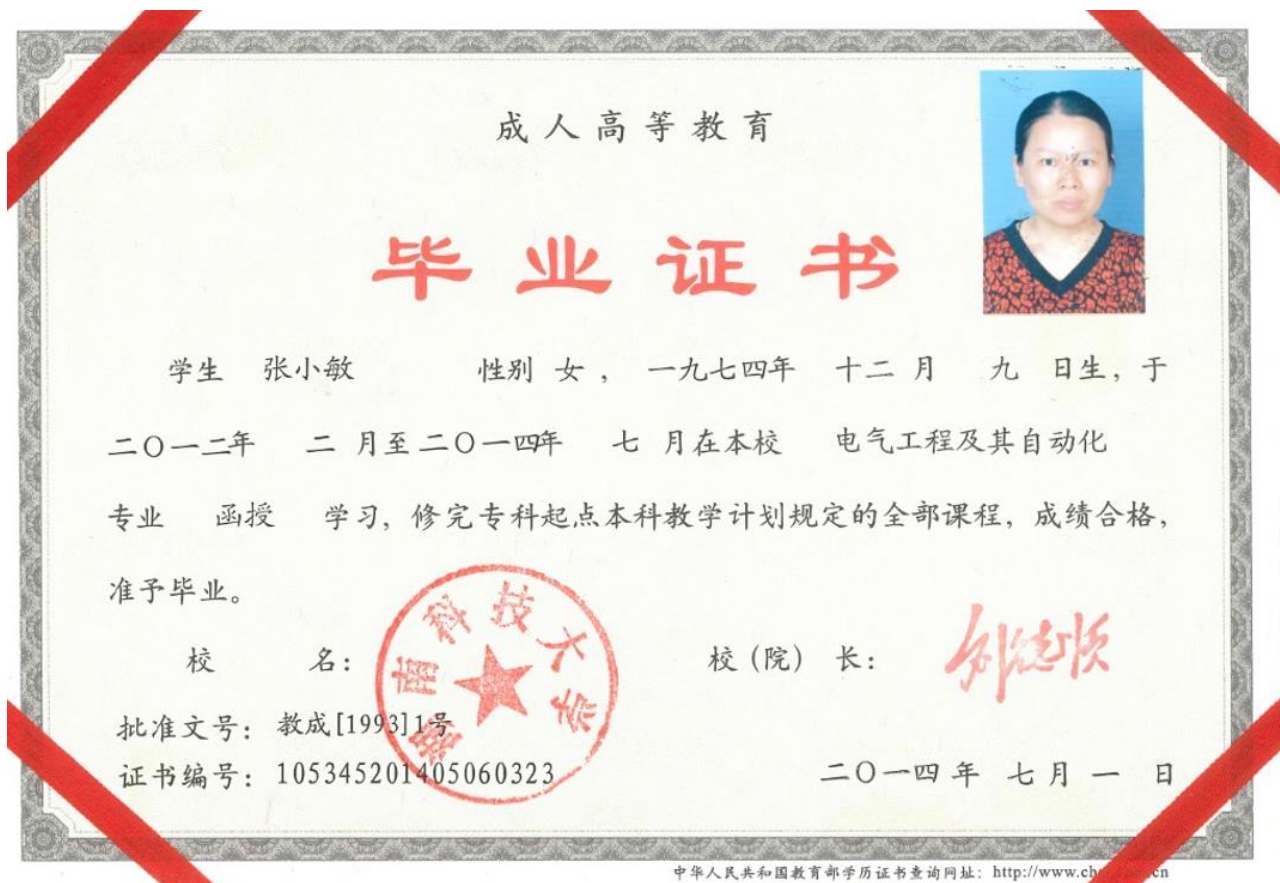 成人高等教育
毕业证书
学生 张小敏 性别 女， 一九七四年 十二 月 九 日生，于
二〇一二年 二 月至二〇一四年 七 月在本校 电气工程及其自动化
专业 函授 学习，修完专科起点本科教学计划规定的全部课程，成绩合格，
准予毕业。
校 名：
湖南科技大学
校（院） 长：
批准文号：教成[1993]1号
证书编号：105345201405060323
二〇一四年 七月 一 日
中华人民共和国教育部学历证书查询网址：http://www.ch